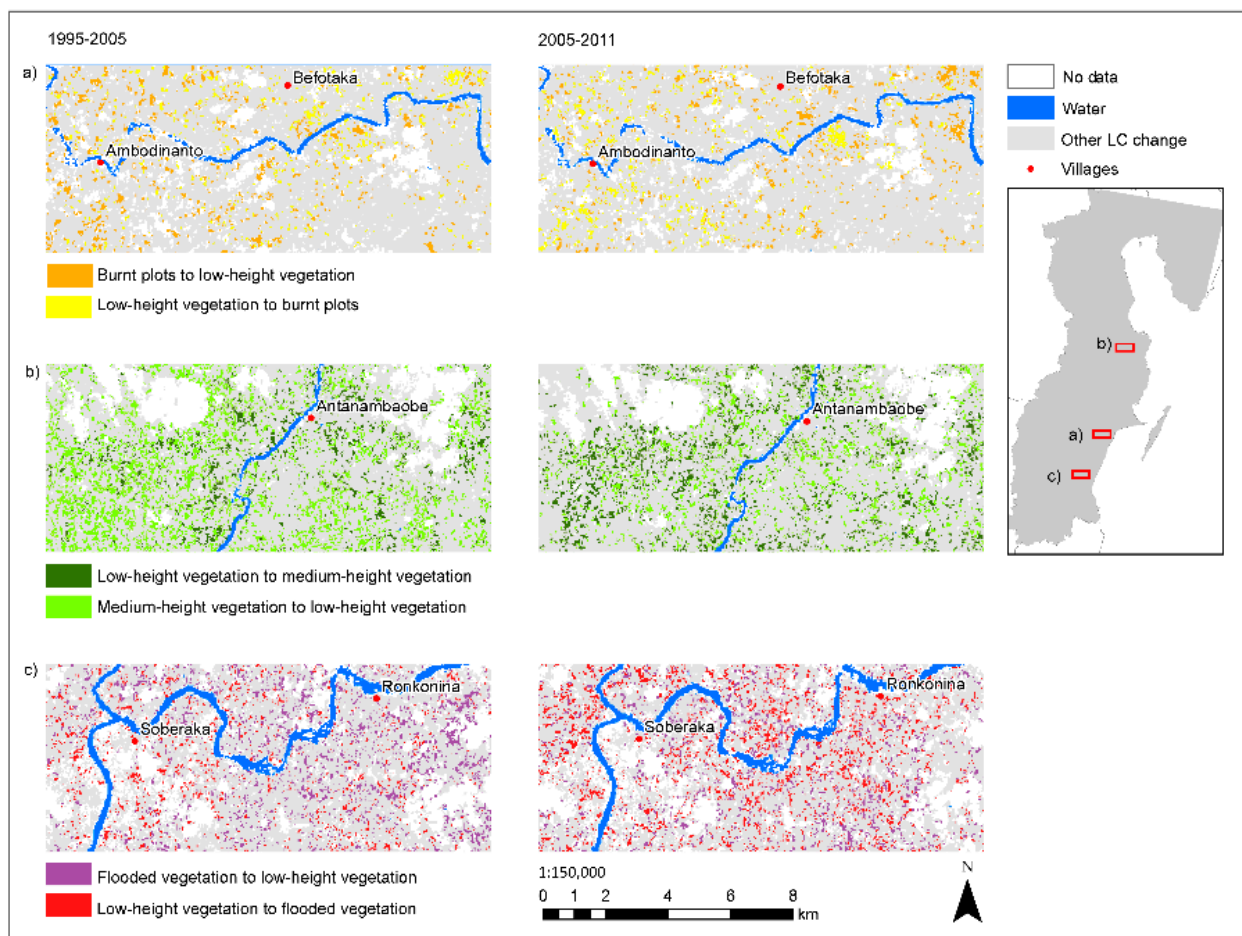 1995-2005
2005-2011
a)
Befotaka
Ambodinanto
Befotaka
Ambodinanto
No data
Water
Other LC change
Villages
Burnt plots to low-height vegetation
Low-height vegetation to burnt plots
b)
Antanambaobe
Antanambaobe
b)
a)
c)
Low-height vegetation to medium-height vegetation
Medium-height vegetation to low-height vegetation
c)
Ronkonina
Soberaka
Ronkonina
Soberaka
Flooded vegetation to low-height vegetation
Low-height vegetation to flooded vegetation
1:150,000
0 1 2 4 6 8
km
N